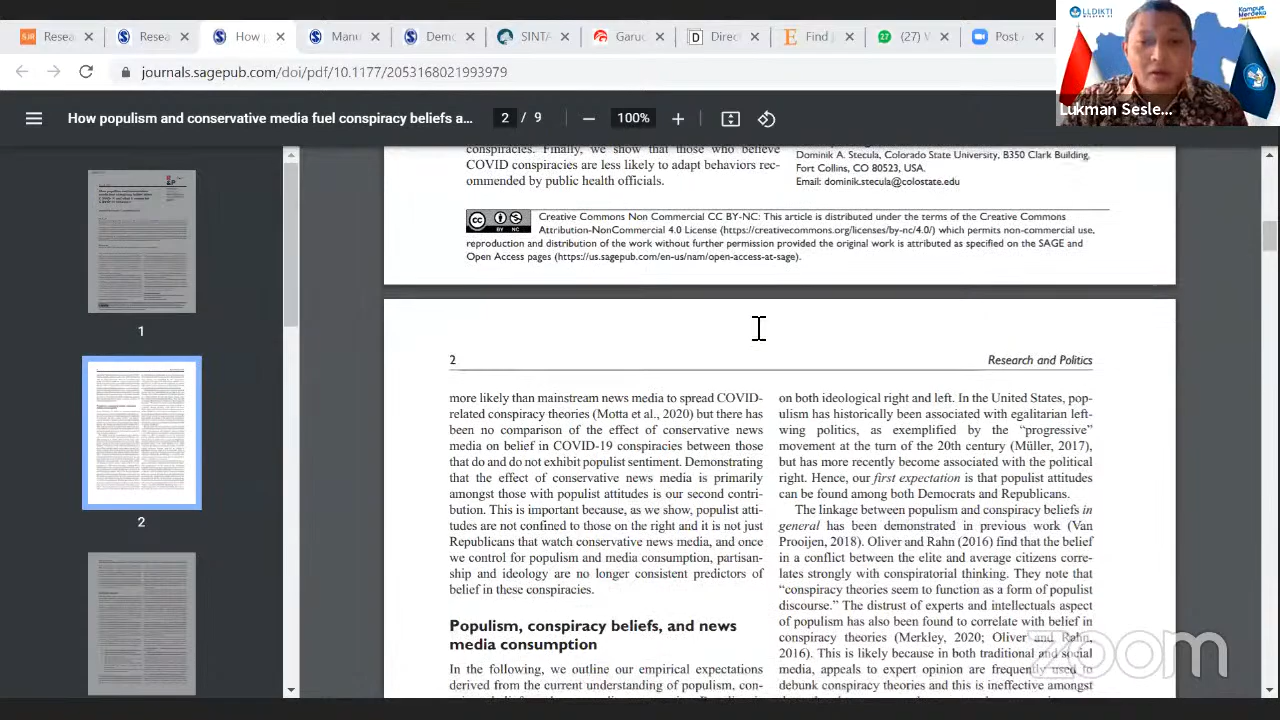 Resea
Resea
How
Manu
Demo
SINTA
Garuc
Direc
Find j
(27) W
Post A
journals.sagepub.com/doi/pdf/10.1177/2053168021993979
LLDIKTI
Kampus
Merdeka
Lukman Sesle...
How populism and conservative media fuel conspiracy beliefs a...
2 / 9
100%
1
2
conspiracies. Finally, we show that those who believe
COVID conspiracies are less likely to adapt behaviors rec-
ommended by public health officials.
Dominik A. Stecula, Colorado State University, B350 Clark Building,
Fort Collins, CO 80523, USA.
Email: dominik.stecula@colostate.edu
Creative Commons Non Commercial CC BY-NC: This article is distributed under the terms of the Creative Commons
Attribution-NonCommercial 4.0 License (https://creativecommons.org/licenses/by-nc/4.0/) which permits non-commercial use,
reproduction and distribution of the work without further permission provided the original work is attributed as specified on the SAGE and
Open Access pages (https://us.sagepub.com/en-us/nam/open-access-at-sage).
2
Research and Politics
more likely than mainstream news media to spread COVID-
related conspiracy theories (Motta et al., 2020) but there has
been no comparison of the effect of conservative news
media on belief in COVID-19 conspiracies between those
that do and do not exhibit populist sentiment. Demonstrating
that the effect of conservative news media is primarily
amongst those with populist attitudes is our second contri-
bution. This is important because, as we show, populist atti-
tudes are not confined to those on the right and it is not just
Republicans that watch conservative news media, and once
we control for populism and media consumption, partisan-
ship and ideology are no longer consistent predictors of
belief in these conspiracies.
Populism, conspiracy beliefs, and news
media consumption
In the following, we outline our empirical expectations
derived from the current understanding of populism, con-
on both ideological right and left. In the United States, pop-
ulism has historically been associated with egalitarian left-
wing politics, as exemplified by the “progressive”
movement at the turn of the 20th century (Müller, 2017),
but has more recently become associated with the political
right. Hence, our first expectation is that populist attitudes
can be found among both Democrats and Republicans.
The linkage between populism and conspiracy beliefs in
general has been demonstrated in previous work (Van
Prooijen, 2018). Oliver and Rahn (2016) find that the belief
in a conflict between the elite and average citizens corre-
lates strongly with conspiratorial thinking. They note that
“conspiracy theories seem to function as a form of populist
discourse.” The distrust of experts and intellectuals aspect
of populism has also been found to correlate with belief in
conspiracy theories (Merkley, 2020; Oliver and Rahn,
2016). This is likely because in both traditional and social
media, appeals to expert opinion are frequently used to
debunk conspiracy theories and this is ineffective amongst
zoom